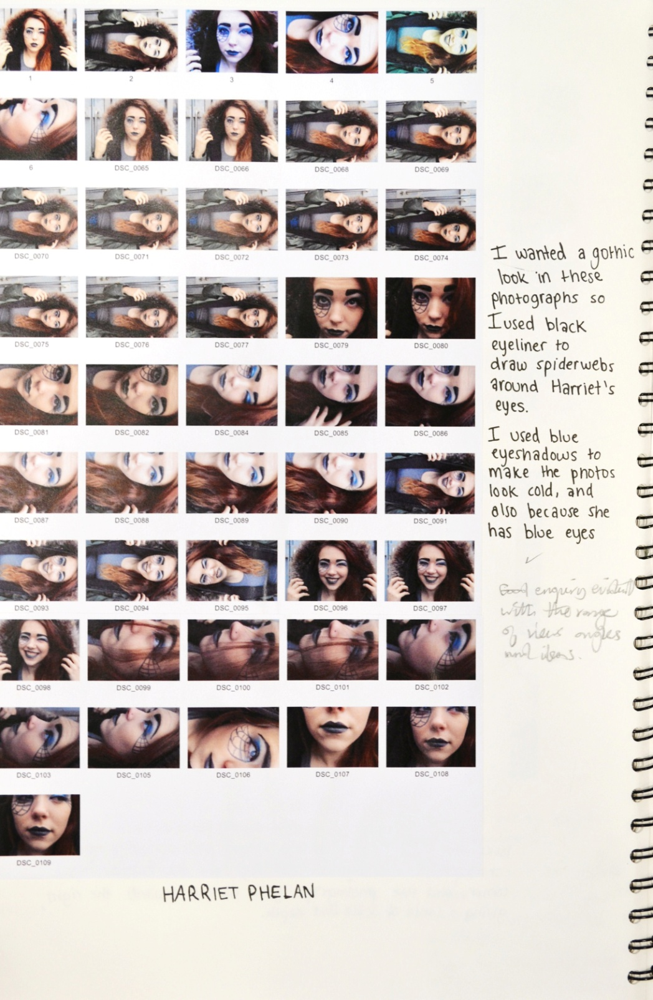 1 2 3 4 5
6 DSC_0065 DSC_0066 DSC_0068 DSC_0069
DSC_0070 DSC_0071 DSC_0072 DSC_0073 DSC_0074
DSC_0075 DSC_0076 DSC_0077 DSC_0079 DSC_0080
DSC_0081 DSC_0082 DSC_0084 DSC_0085 DSC_0086
DSC_0087 DSC_0088 DSC_0089 DSC_0090 DSC_0091
DSC_0093 DSC_0094 DSC_0095 DSC_0096 DSC_0097
DSC_0098 DSC_0099 DSC_0100 DSC_0101 DSC_0102
DSC_0103 DSC_0105 DSC_0106 DSC_0107 DSC_0108
DSC_0109
HARRIET PHELAN
I wanted a gothic
look in these
photographs so
I used black
eyeliner to
draw spiderwebs
around Harriet's
eyes.
I used blue
eyeshadows to
make the photos
look cold, and
also because she
has blue eyes
Good enquiry evident
with the range
of views angles
and ideas.